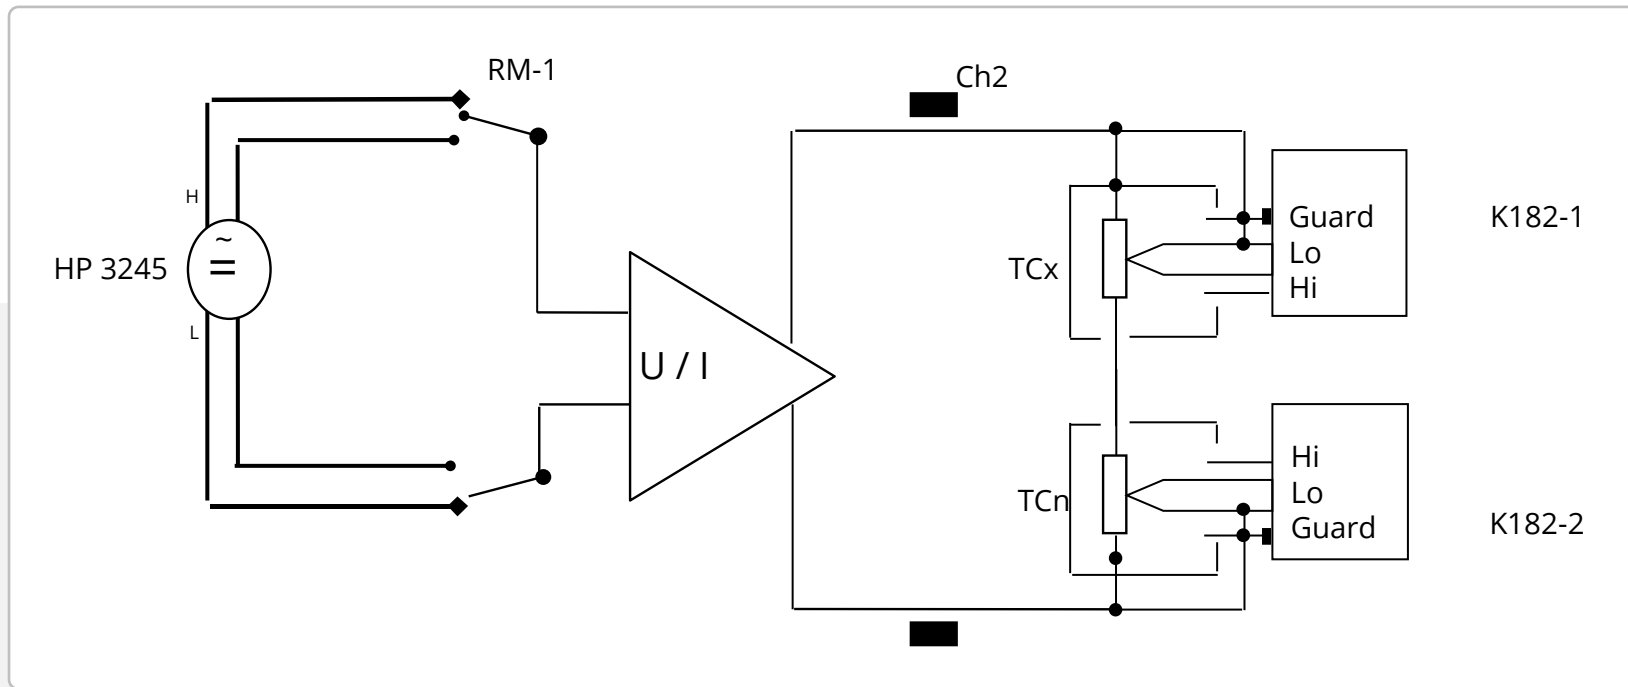 RM-1
Ch2
H
~
=
HP 3245
L
U / I
TCx
Guard
Lo
Hi
K182-1
TCn
Hi
Lo
Guard
K182-2